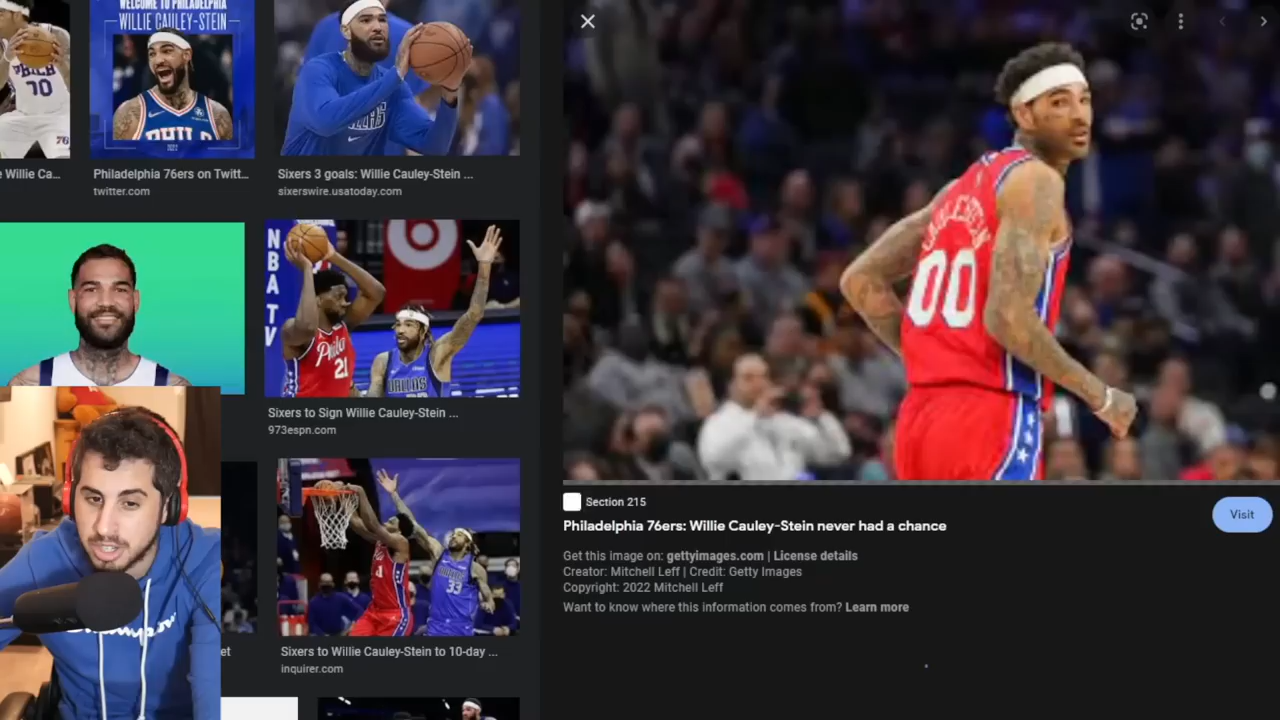 WELCOME TO PHILADELPHIA
WILLIE CAULEY-STEIN
PHILA
70
76
PHILA
2022
e Willie Ca...
Philadelphia 76ers on Twitt...
twitter.com
Sixers 3 goals: Willie Cauley-Stein ...
sixerswire.usatoday.com
NBA TV
Phila
21
DALLAS
Sixers to Sign Willie Cauley-Stein ...
973espn.com
33
et
Sixers to Willie Cauley-Stein to 10-day ...
inquirer.com
00
Section 215
Philadelphia 76ers: Willie Cauley-Stein never had a chance
Visit
Get this image on: gettyimages.com | License details
Creator: Mitchell Leff | Credit: Getty Images
Copyright: 2022 Mitchell Leff
Want to know where this information comes from? Learn more